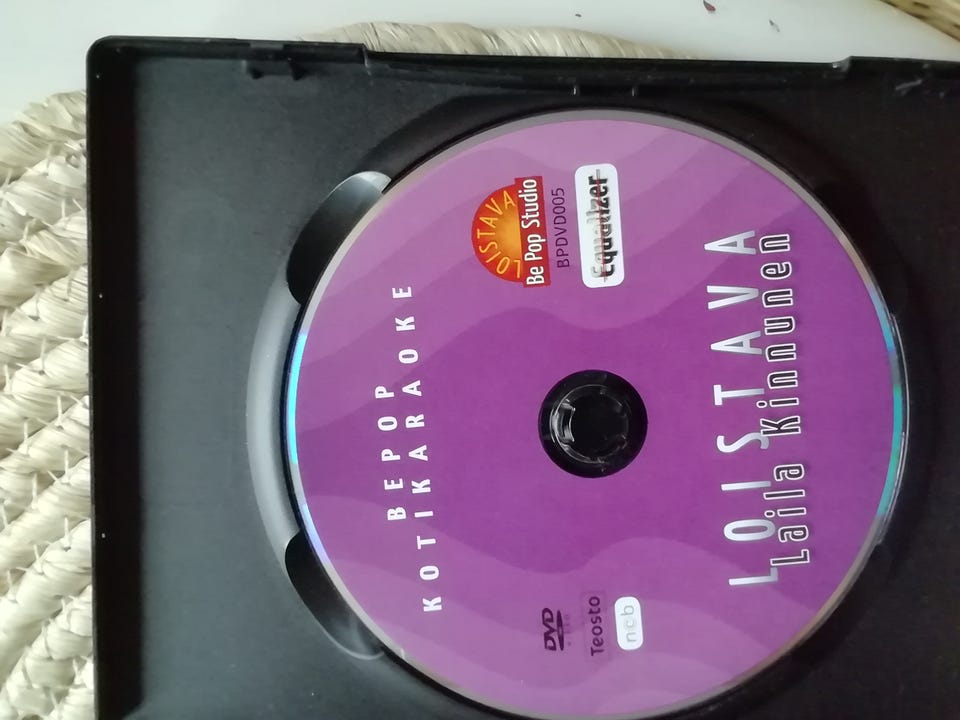 BEPOP
KOTIKARAOKE
LOISTAVA
Be Pop Studio
BPDVD005
Equalizer
DVD
Teosto
ncb
LOISTAVA
Laila Kinnunen